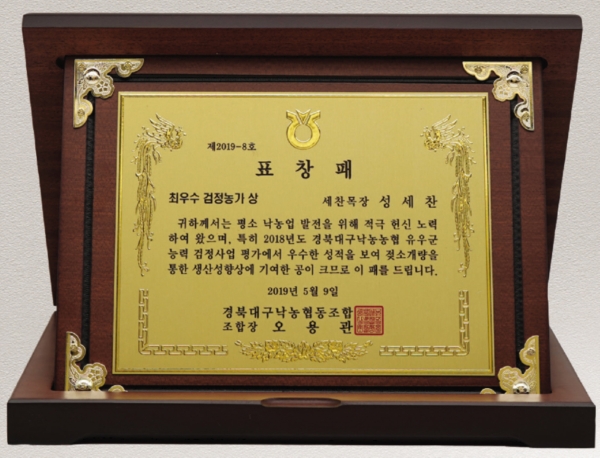 제2019-8호
표창패
최우수 검정농가 상
세찬목장 성세찬
귀하께서는 평소 낙농업 발전을 위해 적극 헌신 노력
하여 왔으며, 특히 2018년도 경북대구낙농농협 유우군
능력 검정사업 평가에서 우수한 성적을 보여 젖소개량을
통한 생산성향상에 기여한 공이 크므로 이 패를 드립니다.
2019년 5월 9일
경북대구낙농협동조합
조합장 오용관